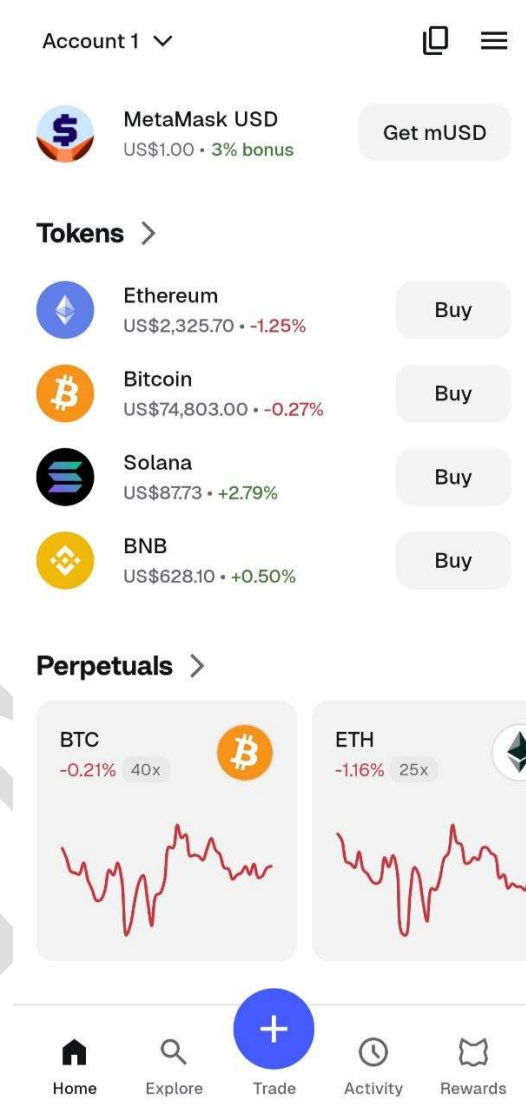 Account 1
MetaMask USD
US$1.00 • 3% bonus
Get mUSD
Tokens
Ethereum
US$2,325.70 • -1.25%
Buy
Bitcoin
US$74,803.00 • -0.27%
Buy
Solana
US$87.73 • +2.79%
Buy
BNB
US$628.10 • +0.50%
Buy
Perpetuals
BTC
-0.21% 40x
ETH
-1.16% 25x
Home
Explore
Trade
Activity
Rewards